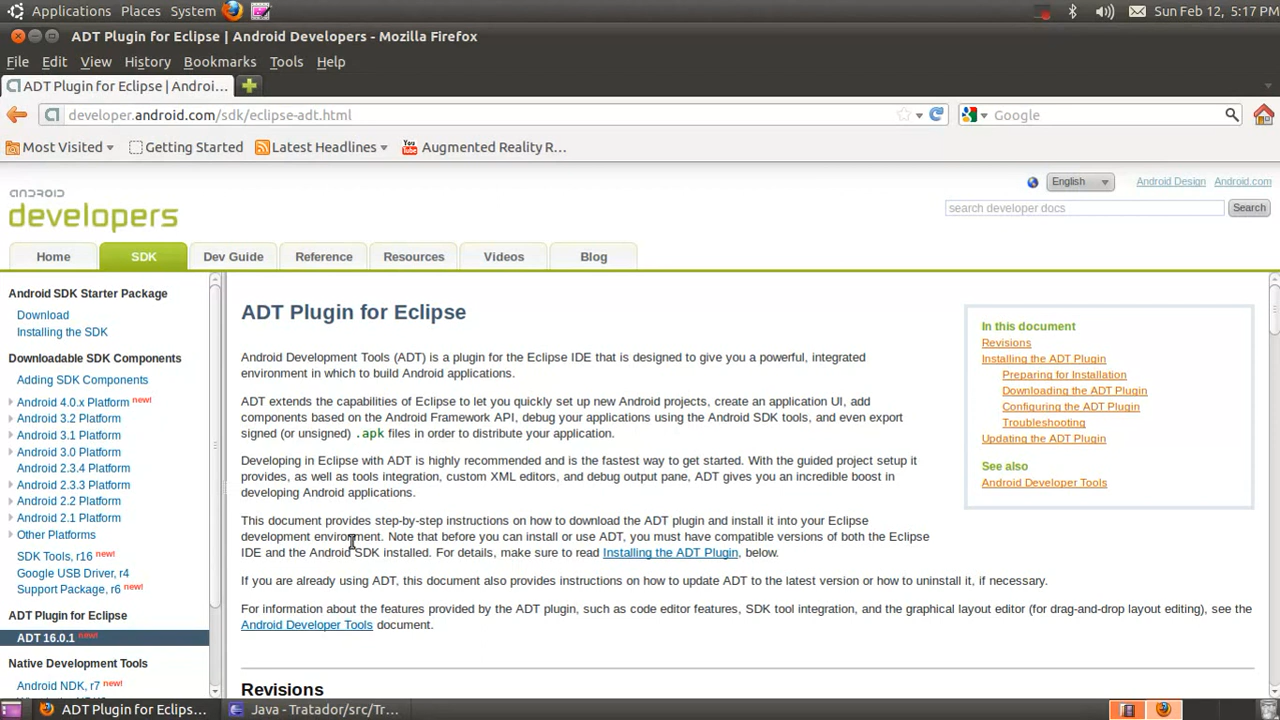 Applications Places System Sun Feb 12, 5:17 PM
ADT Plugin for Eclipse | Android Developers - Mozilla Firefox
File Edit View History Bookmarks Tools Help
ADT Plugin for Eclipse | Androi...
developer.android.com/sdk/eclipse-adt.html Google
Most Visited Getting Started Latest Headlines You Tube Augmented Reality R...
English Android Design Android.com
android
developers
search developer docs Search
Home SDK Dev Guide Reference Resources Videos Blog
Android SDK Starter Package
Download
Installing the SDK
Downloadable SDK Components
Adding SDK Components
Android 4.0.x Platform new!
Android 3.2 Platform
Android 3.1 Platform
Android 3.0 Platform
Android 2.3.4 Platform
Android 2.3.3 Platform
Android 2.2 Platform
Android 2.1 Platform
Other Platforms
SDK Tools, r16 new!
Google USB Driver, r4
Support Package, r6 new!
ADT Plugin for Eclipse
ADT 16.0.1 new!
Native Development Tools
Android NDK, r7 new!
ADT Plugin for Eclipse
Android Development Tools (ADT) is a plugin for the Eclipse IDE that is designed to give you a powerful, integrated
environment in which to build Android applications.
ADT extends the capabilities of Eclipse to let you quickly set up new Android projects, create an application UI, add
components based on the Android Framework API, debug your applications using the Android SDK tools, and even export
signed (or unsigned) .apk files in order to distribute your application.
Developing in Eclipse with ADT is highly recommended and is the fastest way to get started. With the guided project setup it
provides, as well as tools integration, custom XML editors, and debug output pane, ADT gives you an incredible boost in
developing Android applications.
This document provides step-by-step instructions on how to download the ADT plugin and install it into your Eclipse
development environment. Note that before you can install or use ADT, you must have compatible versions of both the Eclipse
IDE and the Android SDK installed. For details, make sure to read Installing the ADT Plugin, below.
If you are already using ADT, this document also provides instructions on how to update ADT to the latest version or how to uninstall it, if necessary.
For information about the features provided by the ADT plugin, such as code editor features, SDK tool integration, and the graphical layout editor (for drag-and-drop layout editing), see the
Android Developer Tools document.
Revisions
In this document
Revisions
Installing the ADT Plugin
Preparing for Installation
Downloading the ADT Plugin
Configuring the ADT Plugin
Troubleshooting
Updating the ADT Plugin
See also
Android Developer Tools
ADT Plugin for Eclips... Java - Tratador/src/Tr...